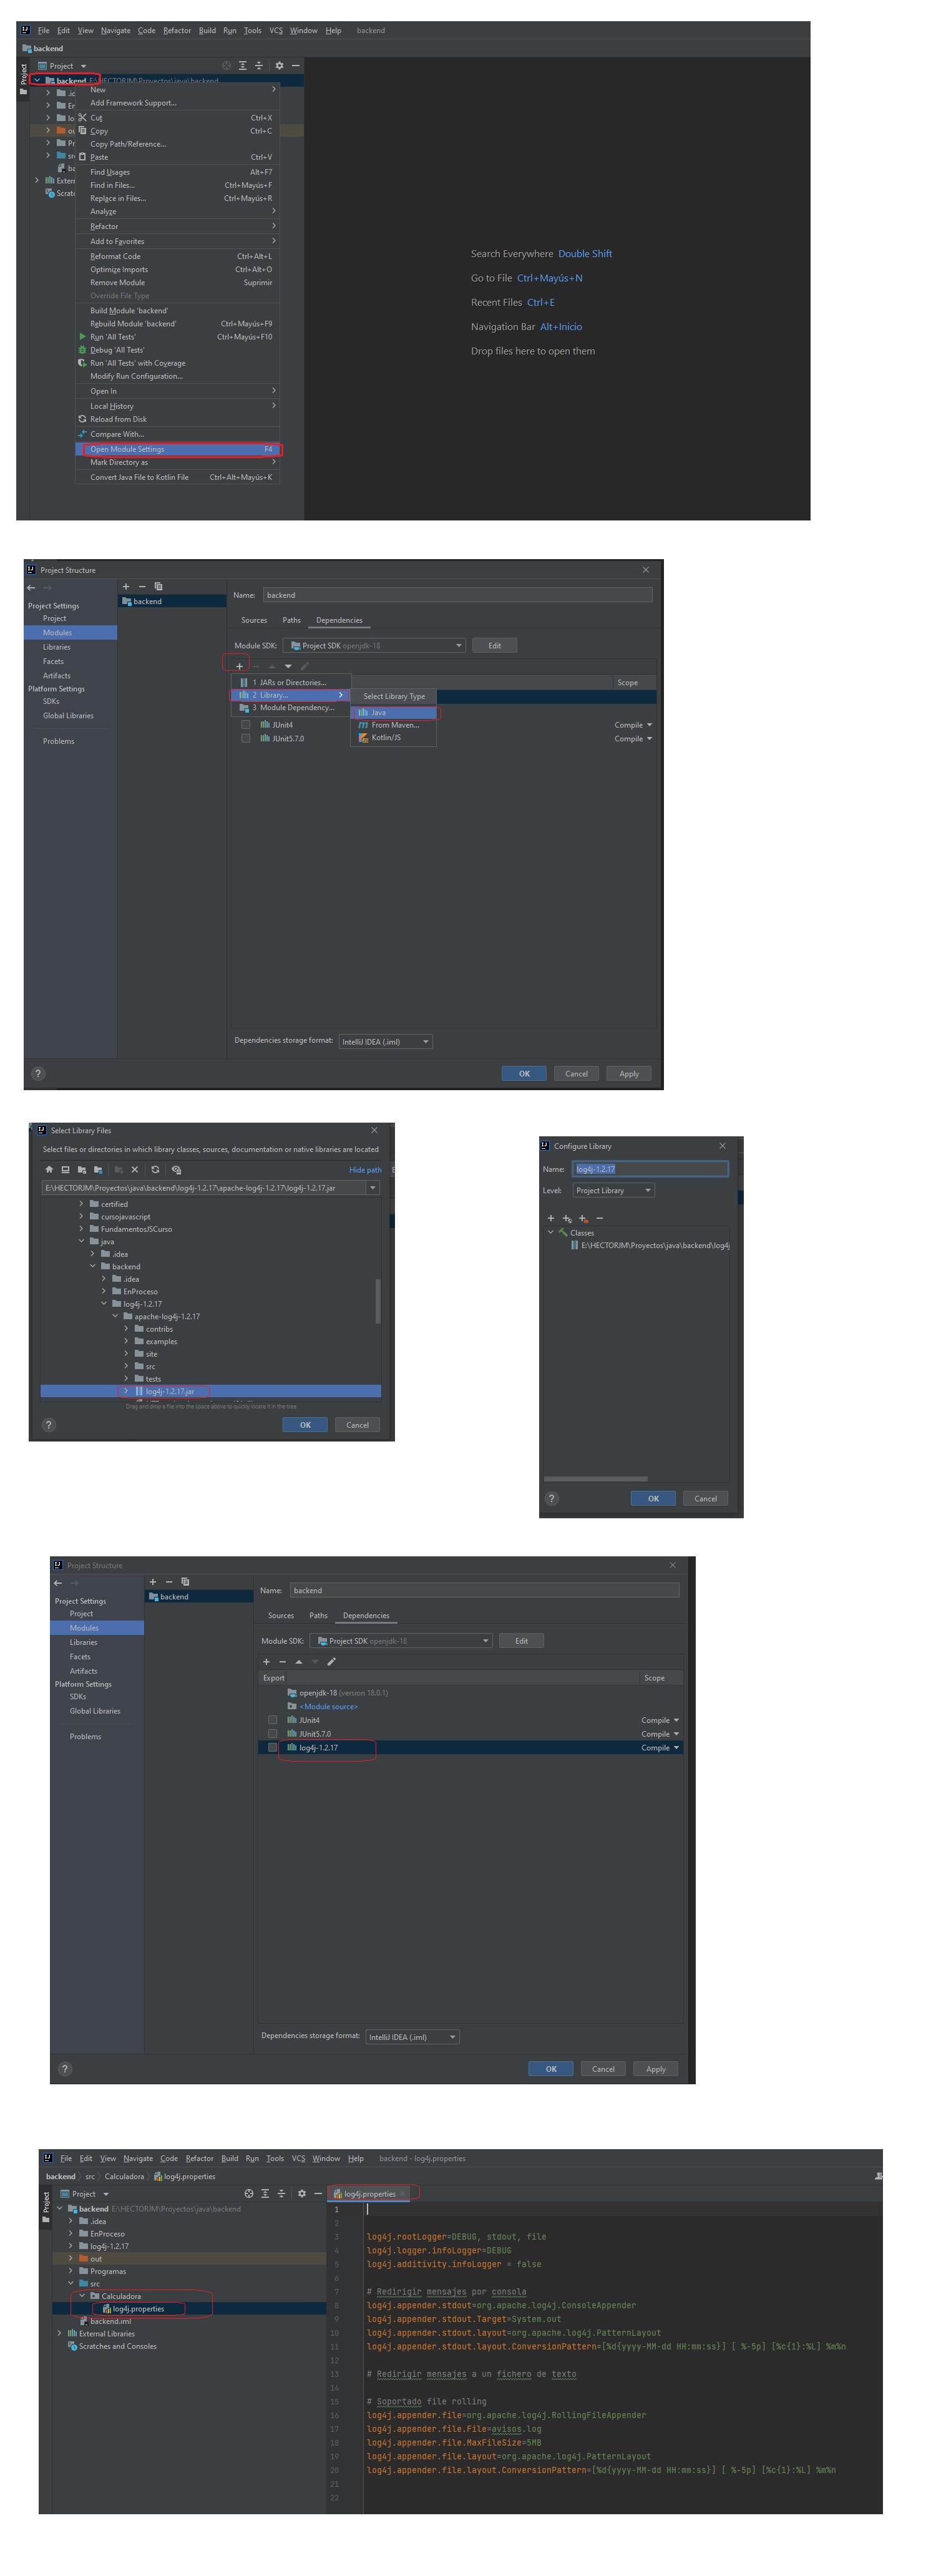 File Edit View Navigate Code Refactor Build Run Tools VCS Window Help backend
backend
Project
Project
backend E:\HECTORJM\Proyectos\java\backend
New
Add Framework Support...
Cut Ctrl+X
Copy Ctrl+C
Copy Path/Reference...
Paste Ctrl+V
Find Usages Alt+F7
Find in Files... Ctrl+Mayús+F
Replace in Files... Ctrl+Mayús+R
Analyze
Refactor
Add to Favorites
Reformat Code Ctrl+Alt+L
Optimize Imports Ctrl+Alt+O
Remove Module Suprimir
Override File Type
Build Module 'backend'
Rebuild Module 'backend' Ctrl+Mayús+F9
Run 'All Tests' Ctrl+Mayús+F10
Debug 'All Tests'
Run 'All Tests' with Coverage
Modify Run Configuration...
Open In
Local History
Reload from Disk
Compare With...
Open Module Settings F4
Mark Directory as
Convert Java File to Kotlin File Ctrl+Alt+Mayús+K
Search Everywhere Double Shift
Go to File Ctrl+Mayús+N
Recent Files Ctrl+E
Navigation Bar Alt+Inicio
Drop files here to open them
Project Structure
Project Settings
Project
Modules
Libraries
Facets
Artifacts
Platform Settings
SDKs
Global Libraries
Problems
backend
Name: backend
Sources Paths Dependencies
Module SDK: Project SDK openjdk-18 Edit
Scope
1 JARs or Directories...
2 Library...
3 Module Dependency...
Select Library Type
Java
From Maven...
Kotlin/JS
JUnit4 Compile
JUnit5.7.0 Compile
Dependencies storage format: IntelliJ IDEA (.iml)
? OK Cancel Apply
Select Library Files
Select files or directories in which library classes, sources, documentation or native libraries are located
Hide path
E:\HECTORJM\Proyectos\java\backend\log4j-1.2.17\apache-log4j-1.2.17\log4j-1.2.17.jar
certified
cursojavascript
FundamentosJSCurso
java
.idea
backend
.idea
EnProceso
log4j-1.2.17
apache-log4j-1.2.17
contribs
examples
site
src
tests
log4j-1.2.17.jar
Drag and drop a file into the space above to quickly locate it in the tree
? OK Cancel
Configure Library
Name: log4j-1.2.17
Level: Project Library
Classes
E:\HECTORJM\Proyectos\java\backend\log4j
? OK Cancel
Project Structure
Project Settings
Project
Modules
Libraries
Facets
Artifacts
Platform Settings
SDKs
Global Libraries
Problems
backend
Name: backend
Sources Paths Dependencies
Module SDK: Project SDK openjdk-18 Edit
Export Scope
openjdk-18 (version 18.0.1)
<Module source>
JUnit4 Compile
JUnit5.7.0 Compile
log4j-1.2.17 Compile
Dependencies storage format: IntelliJ IDEA (.iml)
? OK Cancel Apply
File Edit View Navigate Code Refactor Build Run Tools VCS Window Help backend - log4j.properties
backend src Calculadora log4j.properties
Project
Project
backend E:\HECTORJM\Proyectos\java\backend
.idea
EnProceso
log4j-1.2.17
out
Programas
src
Calculadora
log4j.properties
backend.iml
External Libraries
Scratches and Consoles
log4j.properties
1
2
3 log4j.rootLogger=DEBUG, stdout, file
4 log4j.logger.infoLogger=DEBUG
5 log4j.additivity.infoLogger = false
6
7 # Redirigir mensajes por consola
8 log4j.appender.stdout=org.apache.log4j.ConsoleAppender
9 log4j.appender.stdout.Target=System.out
10 log4j.appender.stdout.layout=org.apache.log4j.PatternLayout
11 log4j.appender.stdout.layout.ConversionPattern=[%d{yyyy-MM-dd HH:mm:ss}] [ %-5p] [%c{1}:%L] %m%n
12
13 # Redirigir mensajes a un fichero de texto
14
15 # Soportado file rolling
16 log4j.appender.file=org.apache.log4j.RollingFileAppender
17 log4j.appender.file.File=avisos.log
18 log4j.appender.file.MaxFileSize=5MB
19 log4j.appender.file.layout=org.apache.log4j.PatternLayout
20 log4j.appender.file.layout.ConversionPattern=[%d{yyyy-MM-dd HH:mm:ss}] [ %-5p] [%c{1}:%L] %m%n
21
22